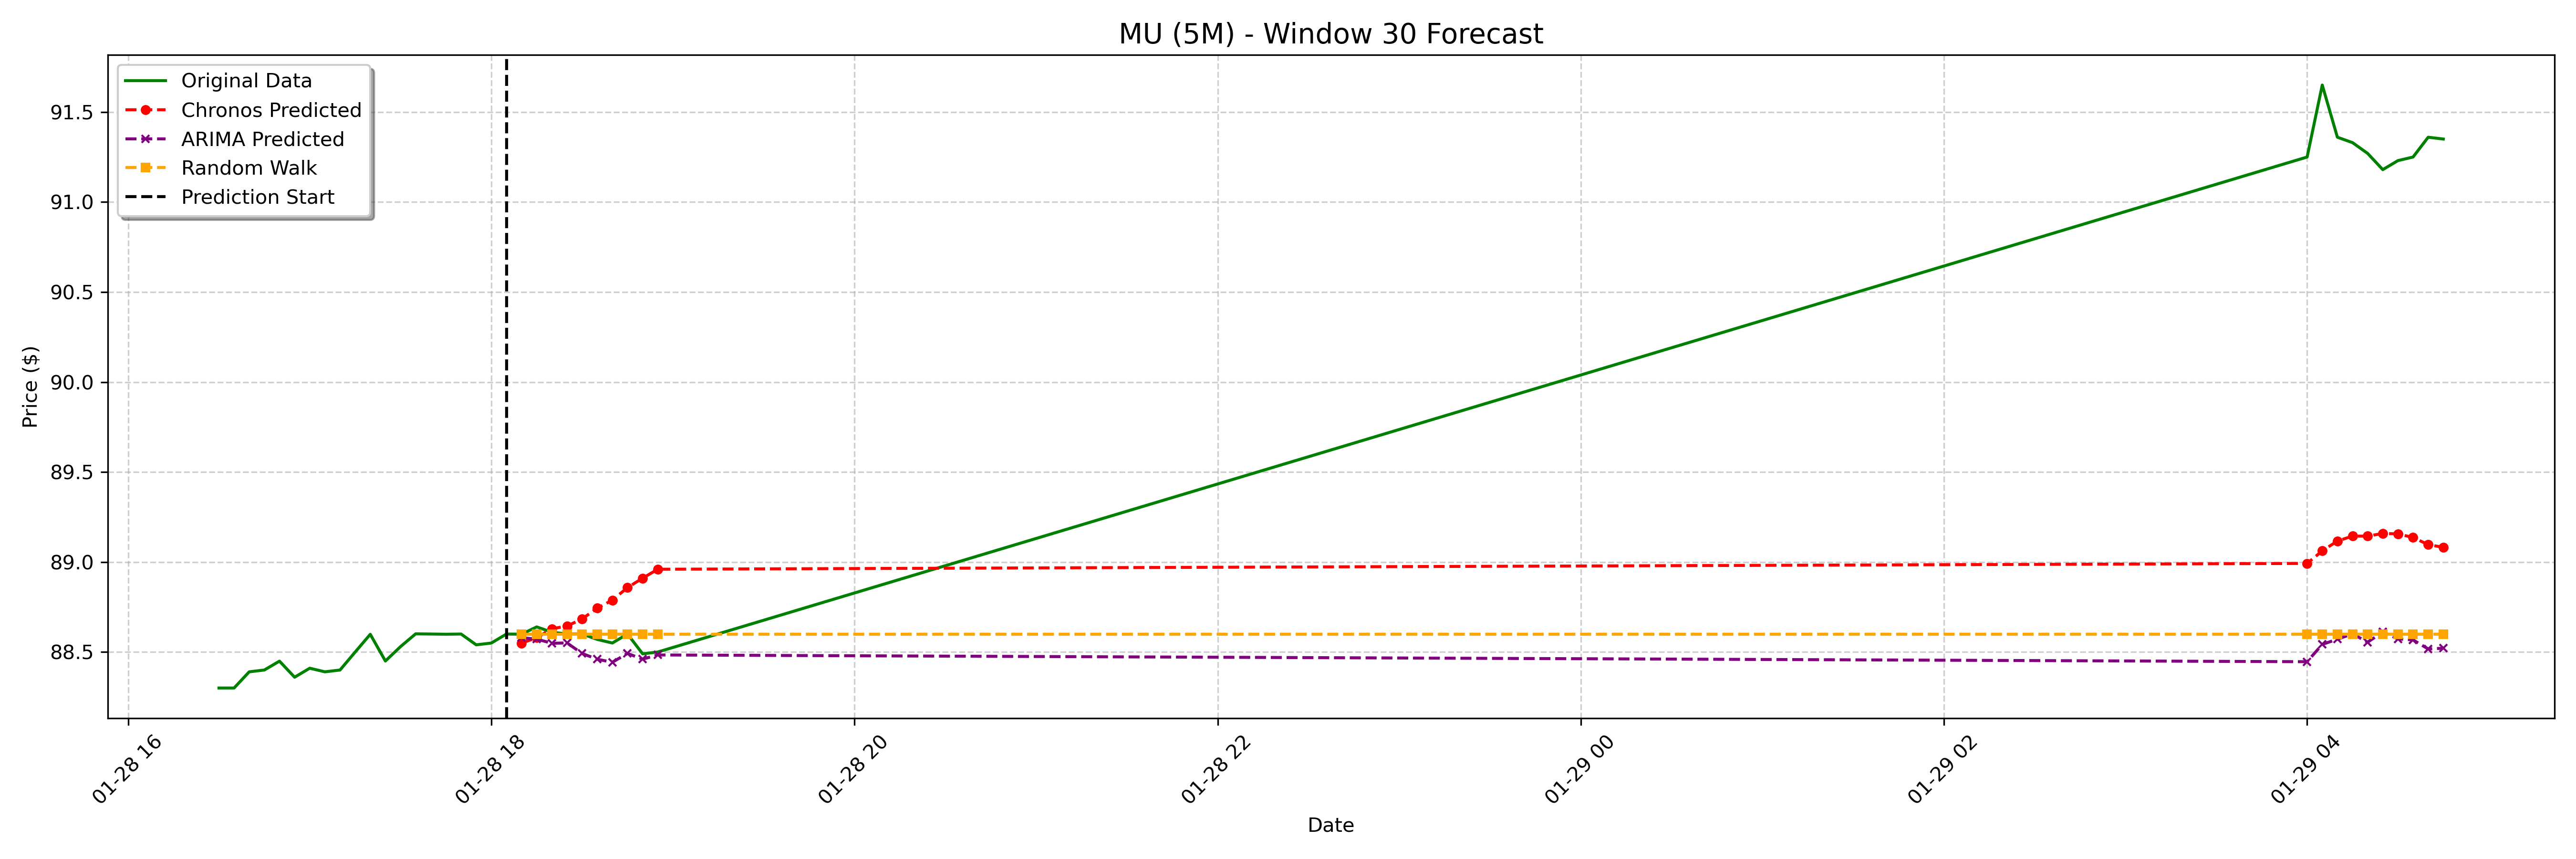 MU (5M) - Window 30 Forecast
Original Data
Chronos Predicted
ARIMA Predicted
Random Walk
Prediction Start
Price ($)
91.5
91.0
90.5
90.0
89.5
89.0
88.5
01-28 16
01-28 18
01-28 20
01-28 22
01-29 00
01-29 02
01-29 04
Date